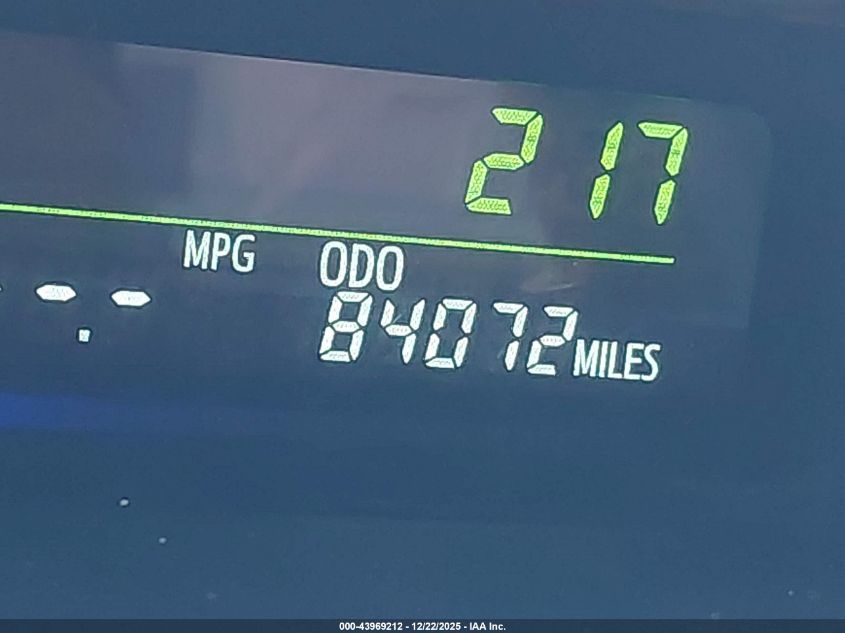 217
MPG ODO
-.- 84072 MILES
000-43969212 - 12/22/2025 - IAA Inc.